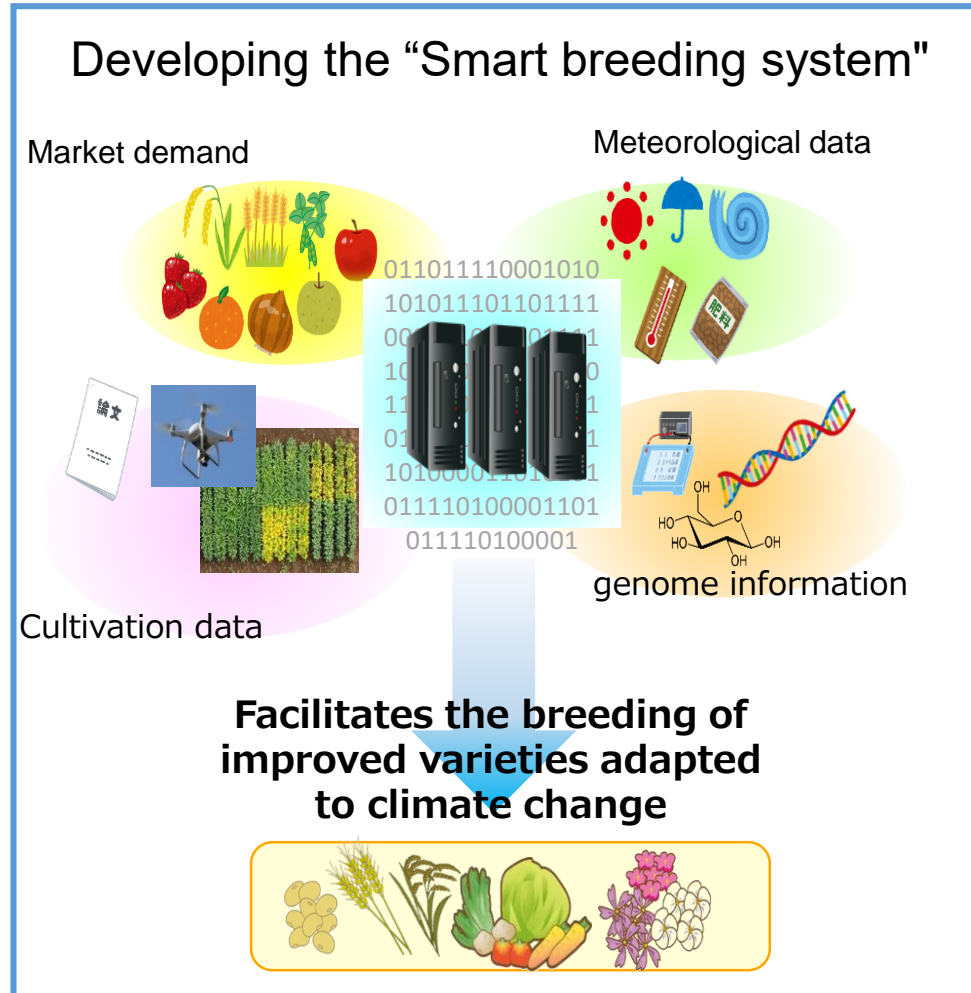 Developing the “Smart breeding system"
Market demand
Meteorological data
011011110001010
101011101101111
肥料
論文
011110100001101
011110100001
OH
HO
O
HO
OH
OH
genome information
Cultivation data
Facilitates the breeding of
improved varieties adapted
to climate change